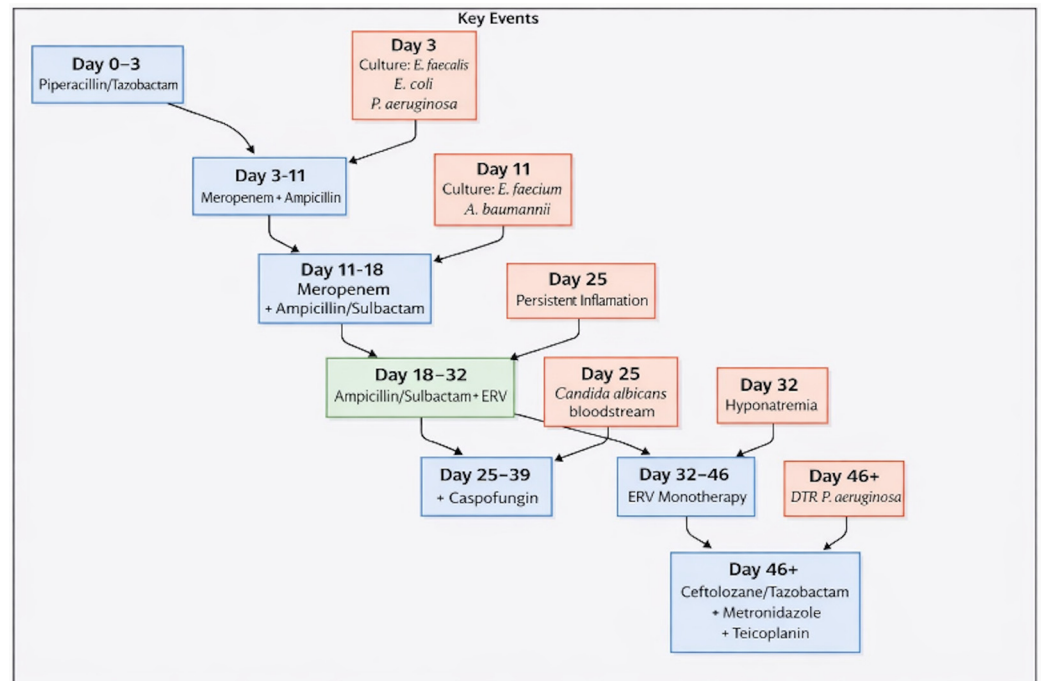 Key Events
Day 0–3
Piperacillin/Tazobactam
Day 3
Culture: E. faecalis
E. coli
P. aeruginosa
Day 3-11
Meropenem + Ampicillin
Day 11
Culture: E. faecium
A. baumannii
Day 11-18
Meropenem
+ Ampicillin/Sulbactam
Day 25
Persistent Inflamation
Day 18–32
Ampicillin/Sulbactam + ERV
Day 25
Candida albicans
bloodstream
Day 32
Hyponatremia
Day 25–39
+ Caspofungin
Day 32–46
ERV Monotherapy
Day 46+
DTR P. aeruginosa
Day 46+
Ceftolozane/Tazobactam
+ Metronidazole
+ Teicoplanin